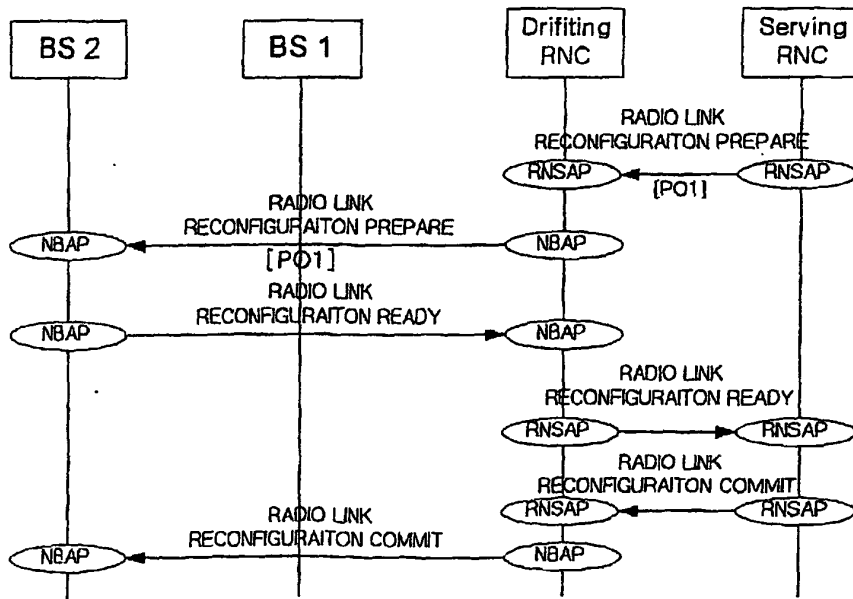 BS 2
BS 1
Drifiting
RNC
Serving
RNC
RADIO LINK
RECONFIGURAITON PREPARE
RNSAP
RNSAP
[PO1]
RADIO LINK
RECONFIGURAITON PREPARE
NBAP
NBAP
[PO1]
RADIO LINK
RECONFIGURAITON READY
NBAP
NBAP
RADIO LINK
RECONFIGURAITON READY
RNSAP
RNSAP
RADIO LINK
RECONFIGURAITON COMMIT
RNSAP
RNSAP
RADIO LINK
RECONFIGURAITON COMMIT
NBAP
NBAP